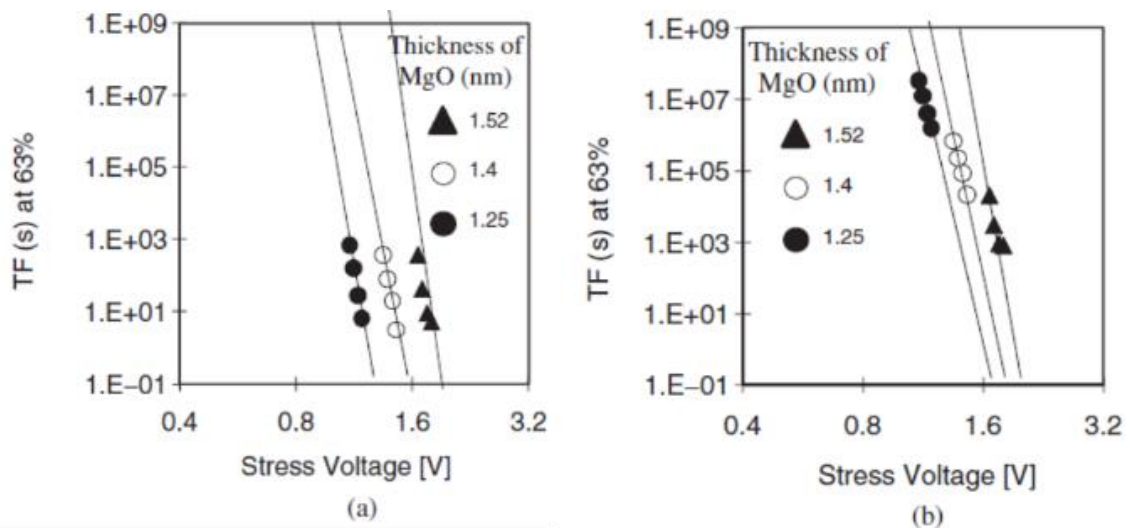 1.E+09
1.E+07
1.E+05
1.E+03
1.E+01
1.E−01
TF (s) at 63%
0.4 0.8 1.6 3.2
Stress Voltage [V]
Thickness of
MgO (nm)
1.52
1.4
1.25
(a)
1.E+09
1.E+07
1.E+05
1.E+03
1.E+01
1.E−01
TF (s) at 63%
0.4 0.8 1.6 3.2
Stress Voltage [V]
Thickness of
MgO (nm)
1.52
1.4
1.25
(b)